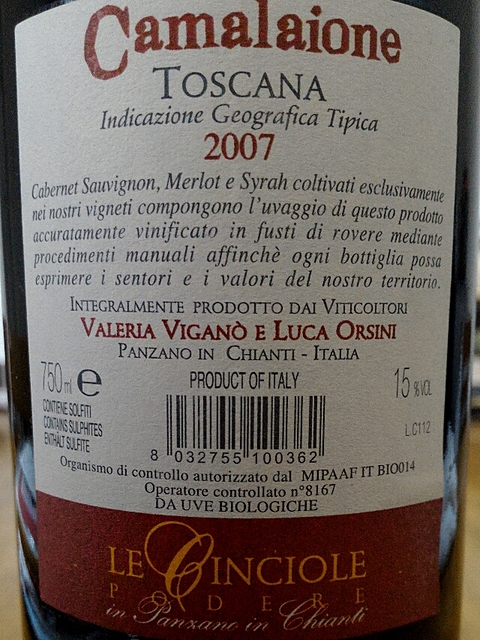 Camalaione
TOSCANA
Indicazione Geografica Tipica
2007
Cabernet Sauvignon, Merlot e Syrah coltivati esclusivamente
nei nostri vigneti compongono l'uvaggio di questo prodotto
accuratamente vinificato in fusti di rovere mediante
procedimenti manuali affinchè ogni bottiglia possa
esprimere i sentori e i valori del nostro territorio.
INTEGRALMENTE PRODOTTO DAI VITICOLTORI
VALERIA VIGANÒ E LUCA ORSINI
PANZANO IN CHIANTI - ITALIA
750 ml e
PRODUCT OF ITALY
15 % VOL
CONTIENE SOLFITI
CONTAINS SULPHITES
ENTHÄLT SULFITE
L.C112
8 032755 100362
Organismo di controllo autorizzato dal MIPAAF IT BIO014
Operatore controllato n°8167
DA UVE BIOLOGICHE
LE CINCIOLE
PODERE
in Panzano in Chianti